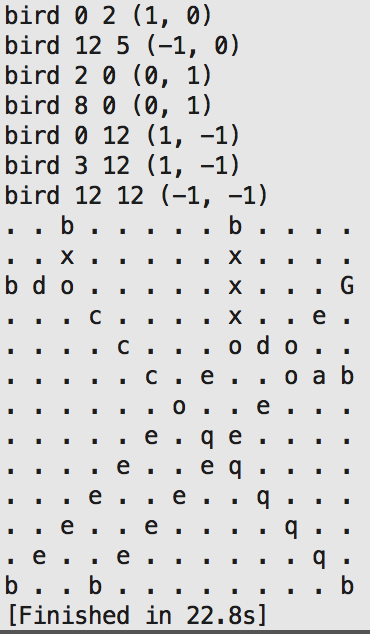 bird 0 2 (1, 0)
bird 12 5 (-1, 0)
bird 2 0 (0, 1)
bird 8 0 (0, 1)
bird 0 12 (1, -1)
bird 3 12 (1, -1)
bird 12 12 (-1, -1)
. . b . . . . . b . . . .
. . x . . . . . x . . . .
b d o . . . . . x . . . G
. . . c . . . . x . . e .
. . . . c . . . o d o . .
. . . . . c . e . . o a b
. . . . . . o . . e . . .
. . . . . e . q e . . . .
. . . . e . . e q . . . .
. . . e . . e . . q . . .
. . e . . e . . . . q . .
. e . . e . . . . . . q .
b . . b . . . . . . . . b
[Finished in 22.8s]